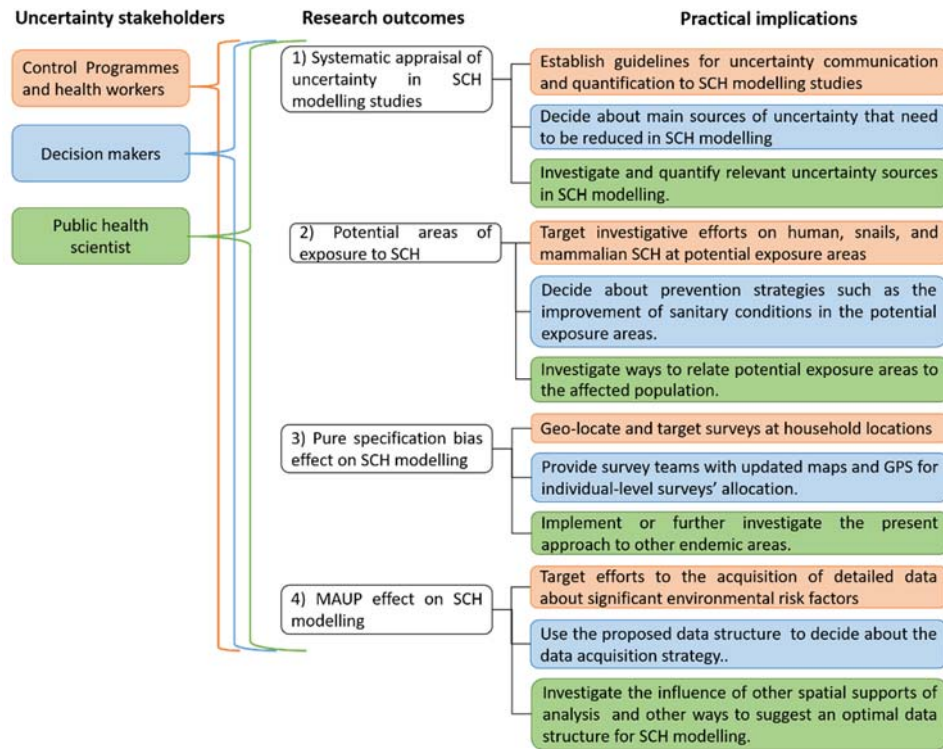 Uncertainty stakeholders
Research outcomes
Practical implications
Control Programmes
and health workers
Decision makers
Public health
scientist
1) Systematic appraisal of
uncertainty in SCH
modelling studies
Establish guidelines for uncertainty communication
and quantification to SCH modelling studies
Decide about main sources of uncertainty that need
to be reduced in SCH modelling
Investigate and quantify relevant uncertainty sources
in SCH modelling.
2) Potential areas of
exposure to SCH
Target investigative efforts on human, snails, and
mammalian SCH at potential exposure areas
Decide about prevention strategies such as the
improvement of sanitary conditions in the potential
exposure areas.
Investigate ways to relate potential exposure areas to
the affected population.
3) Pure specification bias
effect on SCH modelling
Geo-locate and target surveys at household locations
Provide survey teams with updated maps and GPS for
individual-level surveys' allocation.
Implement or further investigate the present
approach to other endemic areas.
4) MAUP effect on SCH
modelling
Target efforts to the acquisition of detailed data
about significant environmental risk factors
Use the proposed data structure to decide about the
data acquisition strategy..
Investigate the influence of other spatial supports of
analysis and other ways to suggest an optimal data
structure for SCH modelling.